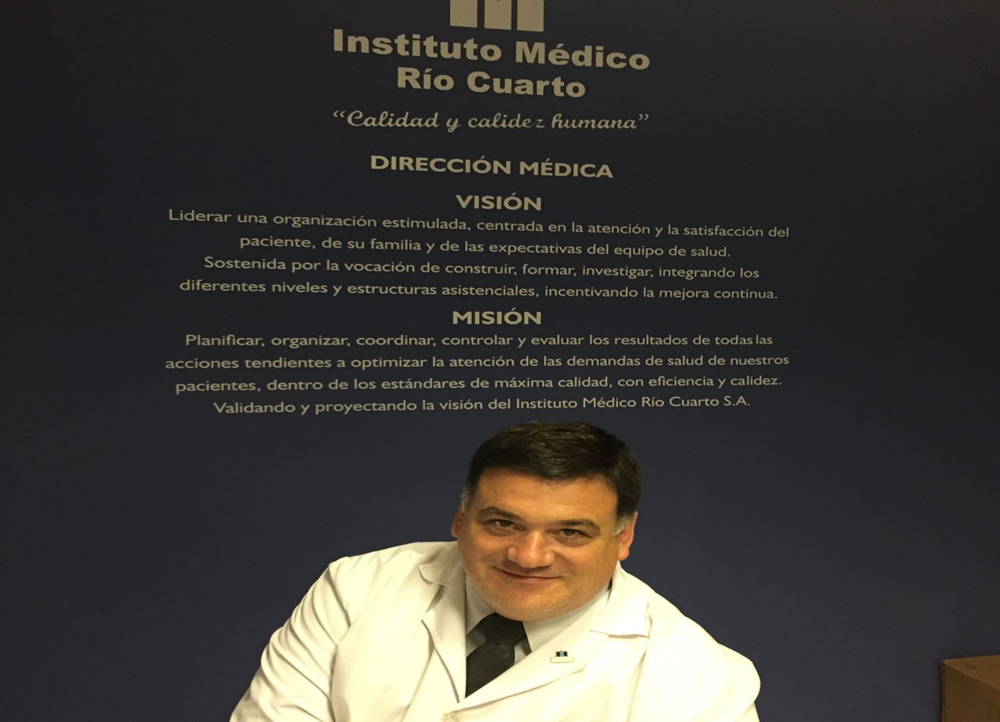 Instituto Médico
Río Cuarto
“Calidad y calidez humana”
DIRECCIÓN MÉDICA
VISIÓN
Liderar una organización estimulada, centrada en la atención y la satisfacción del
paciente, de su familia y de las expectativas del equipo de salud.
Sostenida por la vocación de construir, formar, investigar, integrando los
diferentes niveles y estructuras asistenciales, incentivando la mejora continua.
MISIÓN
Planificar, organizar, coordinar, controlar y evaluar los resultados de todas las
acciones tendientes a optimizar la atención de las demandas de salud de nuestros
pacientes, dentro de los estándares de máxima calidad, con eficiencia y calidez.
Validando y proyectando la visión del Instituto Médico Río Cuarto S.A.